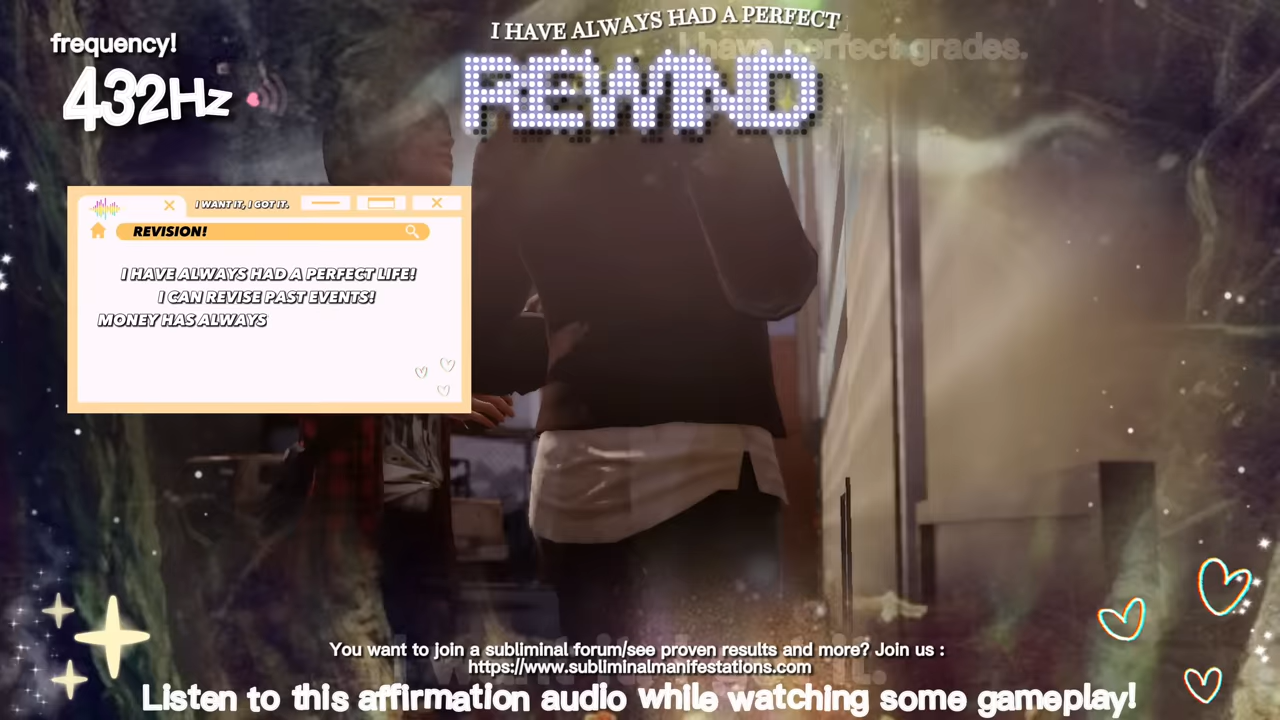 frequency!
432Hz
I HAVE ALWAYS HAD A PERFECT
REWIND
I have perfect grades.
I WANT IT, I GOT IT.
REVISION!
I HAVE ALWAYS HAD A PERFECT LIFE!
I CAN REVISE PAST EVENTS!
MONEY HAS ALWAYS
You want to join a subliminal forum/see proven results and more? Join us :
https://www.subliminalmanifestations.com
Listen to this affirmation audio while watching some gameplay!